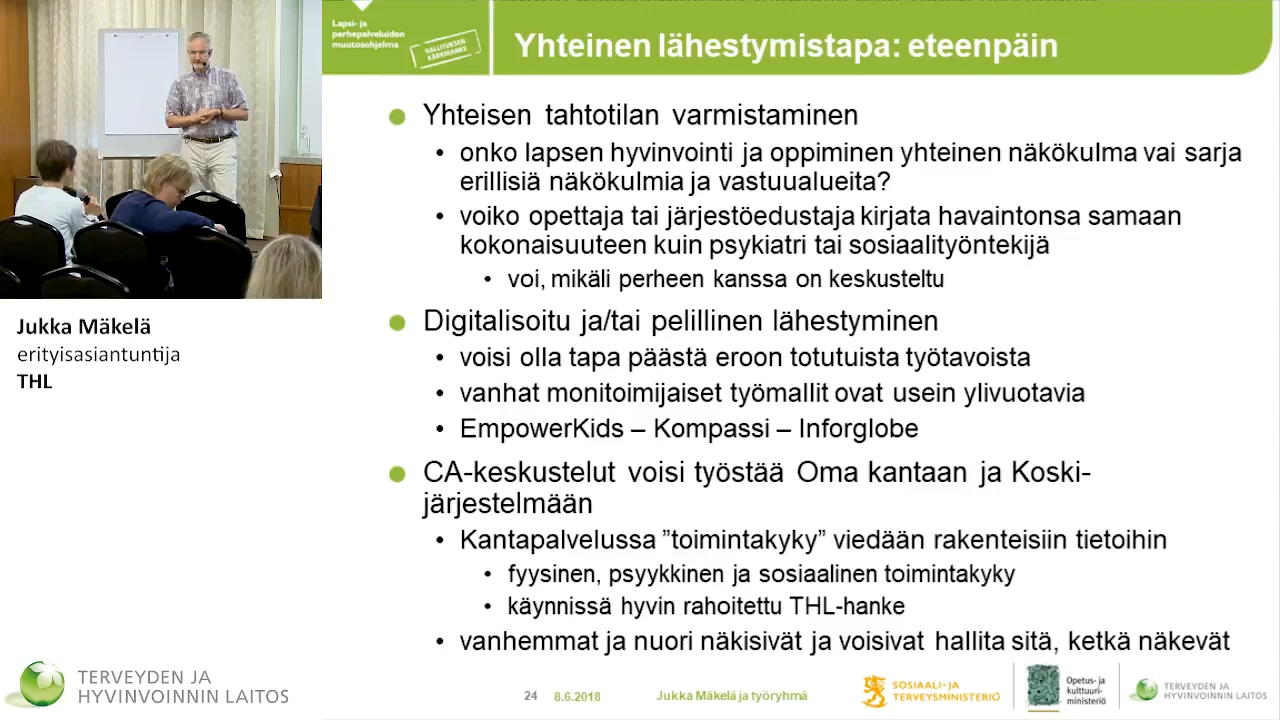 Lapsi- ja
perhepalveluiden
muutosohjelma
HALLITUKSEN
KÄRKIHANKE
Yhteinen lähestymistapa: eteenpäin
Yhteisen tahtotilan varmistaminen
• onko lapsen hyvinvointi ja oppiminen yhteinen näkökulma vai sarja
erillisiä näkökulmia ja vastuualueita?
• voiko opettaja tai järjestöedustaja kirjata havaintonsa samaan
kokonaisuuteen kuin psykiatri tai sosiaalityöntekijä
• voi, mikäli perheen kanssa on keskusteltu
Digitalisoitu ja/tai pelillinen lähestyminen
• voisi olla tapa päästä eroon totutuista työtavoista
• vanhat monitoimijaiset työmallit ovat usein ylivuotavia
• EmpowerKids – Kompassi – Inforglobe
CA-keskustelut voisi työstää Oma kantaan ja Koski-
järjestelmään
• Kantapalvelussa ”toimintakyky” viedään rakenteisiin tietoihin
• fyysinen, psyykkinen ja sosiaalinen toimintakyky
• käynnissä hyvin rahoitettu THL-hanke
• vanhemmat ja nuori näkisivät ja voisivat hallita sitä, ketkä näkevät
Jukka Mäkelä
erityisasiantuntija
THL
TERVEYDEN JA
HYVINVOINNIN LAITOS
24 8.6.2018 Jukka Mäkelä ja työryhmä
SOSIAALI- JA
TERVEYSMINISTERIÖ
Opetus- ja
kulttuuri-
ministeriö
TERVEYDEN JA
HYVINVOINNIN LAITOS